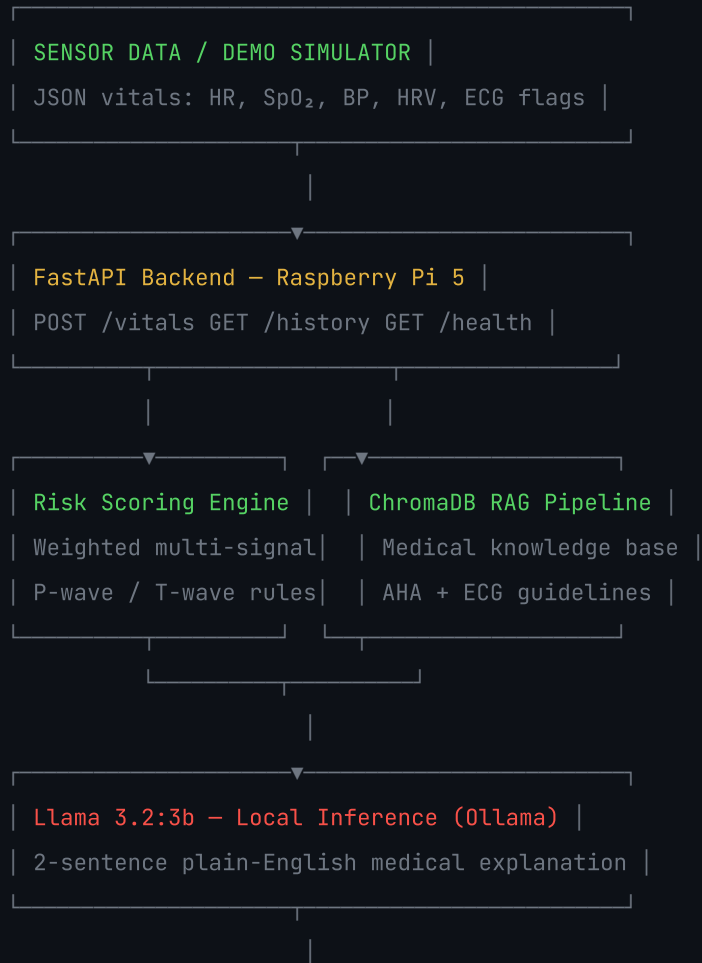 SENSOR DATA / DEMO SIMULATOR
JSON vitals: HR, SpO₂, BP, HRV, ECG flags
FastAPI Backend — Raspberry Pi 5
POST /vitals GET /history GET /health
Risk Scoring Engine
ChromaDB RAG Pipeline
Weighted multi-signal
Medical knowledge base
P-wave / T-wave rules
AHA + ECG guidelines
Llama 3.2:3b — Local Inference (Ollama)
2-sentence plain-English medical explanation